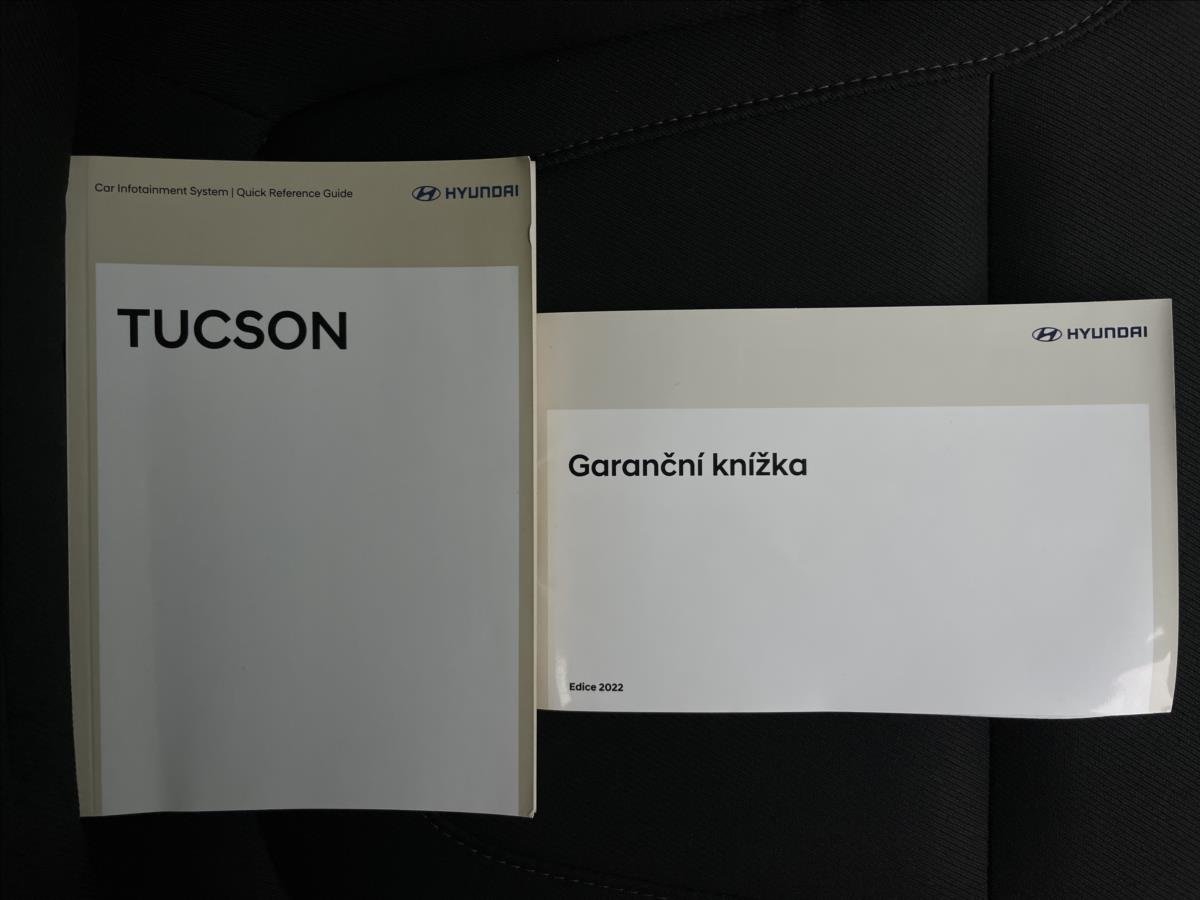 Car Infotainment System | Quick Reference Guide
HYUNDAI
TUCSON
HYUNDAI
Garanční knížka
Edice 2022